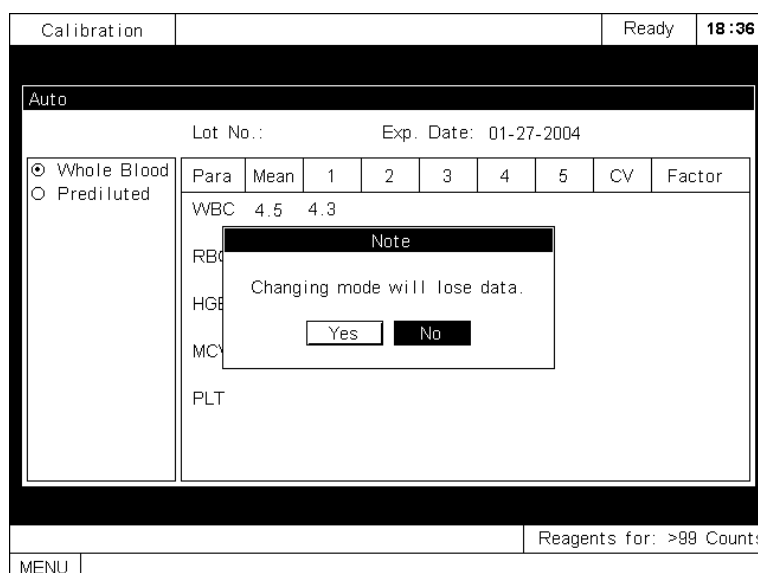 Calibration Ready 18:36
Auto
Lot No.: Exp. Date: 01-27-2004
Whole Blood
Prediluted
Para Mean 1 2 3 4 5 CV Factor
WBC 4.5 4.3
Note
Changing mode will lose data.
Yes No
MCV
PLT
Reagents for: >99 Counts
MENU